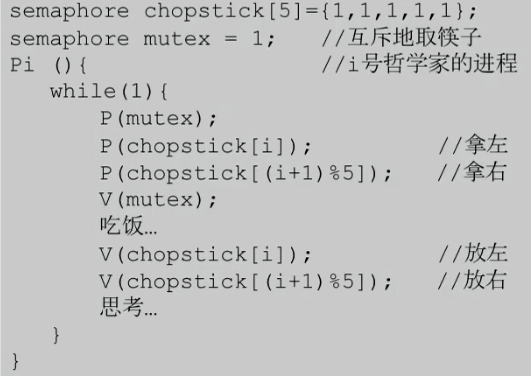 semaphore chopstick[5]={1,1,1,1,1};
semaphore mutex = 1; //互斥地取筷子
Pi (){ //i号哲学家的进程
while(1){
P(mutex);
P(chopstick[i]); //拿左
P(chopstick[(i+1)%5]); //拿右
V(mutex);
吃饭…
V(chopstick[i]); //放左
V(chopstick[(i+1)%5]); //放右
思考…
}
}